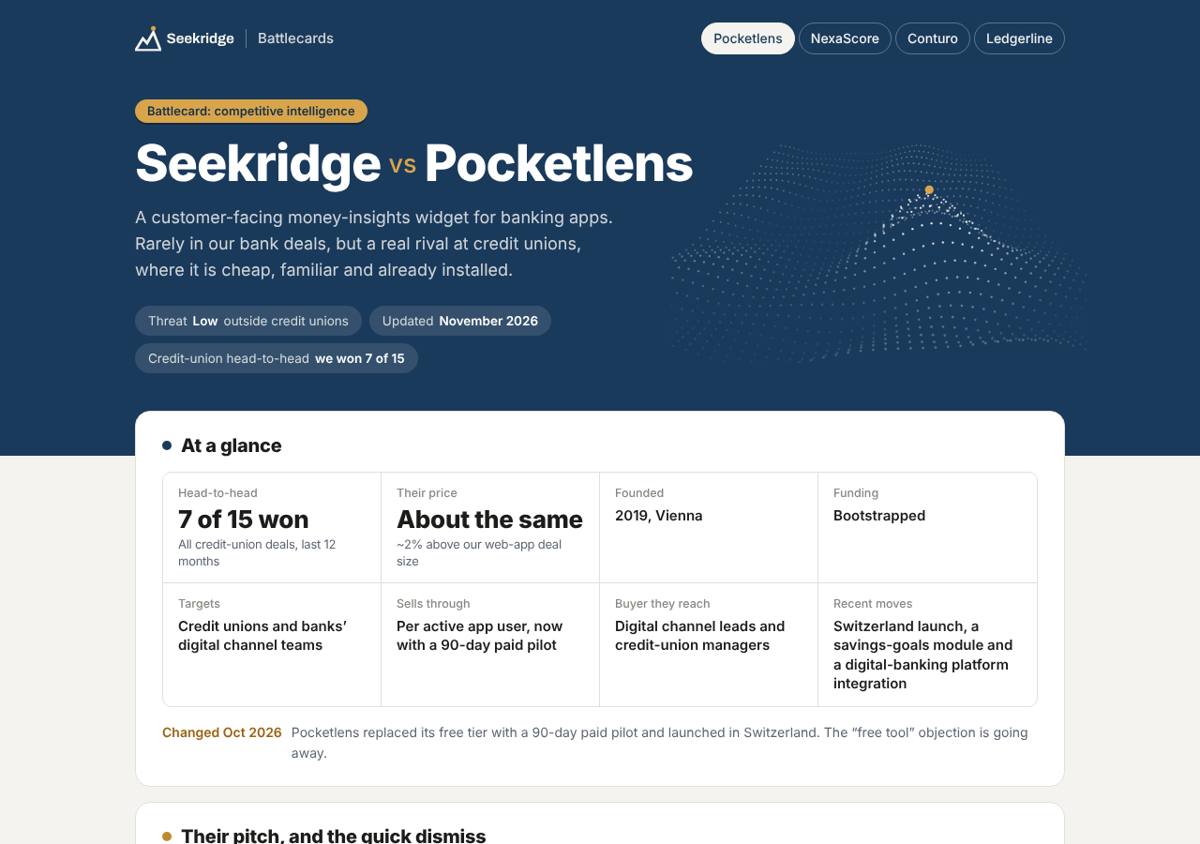 Seekridge
Battlecards
Pocketlens
NexaScore
Conturo
Ledgerline
Battlecard: competitive intelligence
Seekridge vs Pocketlens
A customer-facing money-insights widget for banking apps.
Rarely in our bank deals, but a real rival at credit unions,
where it is cheap, familiar and already installed.
Threat Low outside credit unions
Updated November 2026
Credit-union head-to-head we won 7 of 15
At a glance
Head-to-head
7 of 15 won
All credit-union deals, last 12
months
Their price
About the same
~2% above our web-app deal
size
Founded
2019, Vienna
Funding
Bootstrapped
Targets
Credit unions and banks’
digital channel teams
Sells through
Per active app user, now
with a 90-day paid pilot
Buyer they reach
Digital channel leads and
credit-union managers
Recent moves
Switzerland launch, a
savings-goals module and
a digital-banking platform
integration
Changed Oct 2026
Pocketlens replaced its free tier with a 90-day paid pilot and launched in Switzerland. The “free tool” objection is going
away.
Their pitch, and the quick dismiss